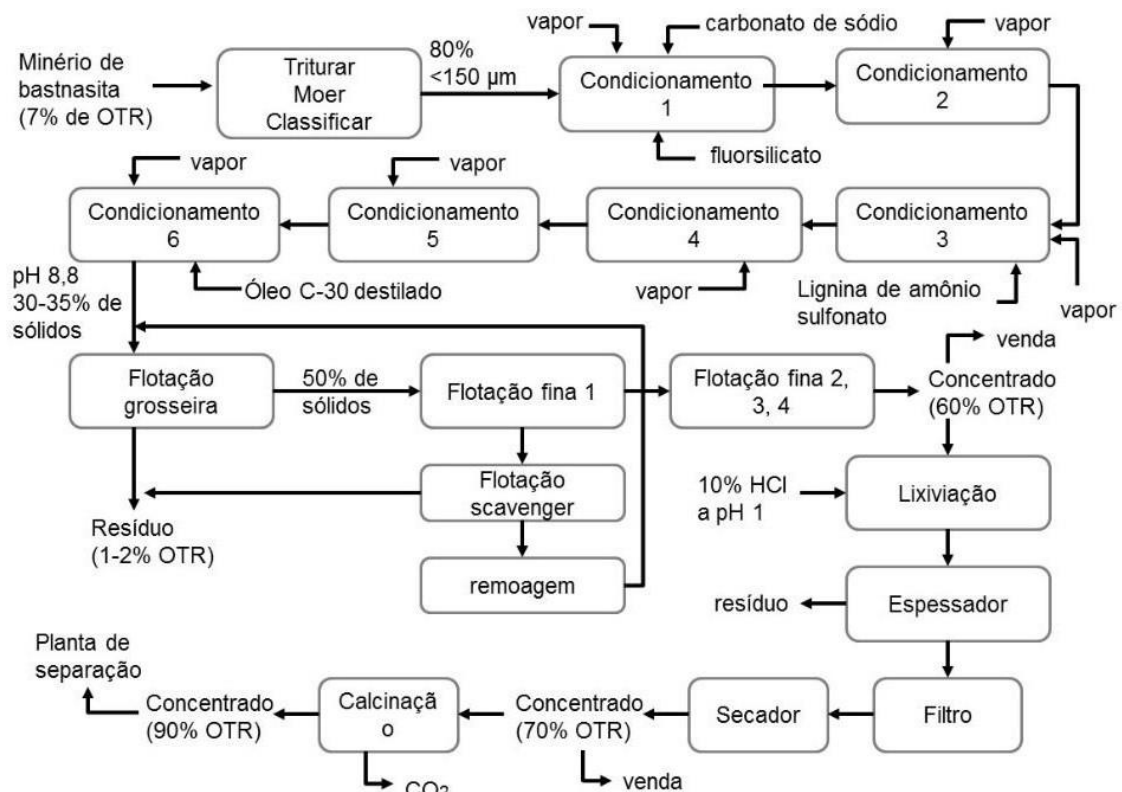 Minério de
bastnasita
(7% de OTR)
Triturar
Moer
Classificar
80%
<150 µm
vapor
carbonato de sódio
Condicionamento
1
fluorsilicato
vapor
Condicionamento
2
vapor
Condicionamento
6
Óleo C-30 destilado
vapor
Condicionamento
5
Condicionamento
4
vapor
Condicionamento
3
Lignina de amônio
sulfonato
vapor
pH 8,8
30-35% de
sólidos
Flotação
grosseira
50% de
sólidos
Flotação fina 1
Flotação fina 2,
3, 4
venda
Concentrado
(60% OTR)
Flotação
scavenger
Resíduo
(1-2% OTR)
remoagem
10% HCl
a pH 1
Lixiviação
resíduo
Espessador
Planta de
separação
Concentrado
(90% OTR)
Calcinaçã
o
CO2
Concentrado
(70% OTR)
venda
Secador
Filtro